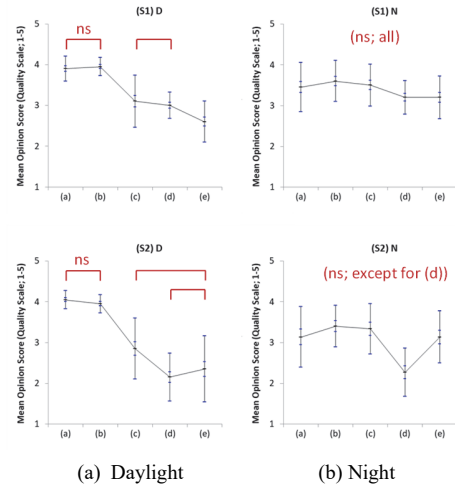 (S1) D
ns
Mean Opinion Score (Quality Scale; 1-5)
5
4
3
2
1
(a) (b) (c) (d) (e)
(S1) N
(ns; all)
Mean Opinion Score (Quality Scale; 1-5)
5
4
3
2
1
(a) (b) (c) (d) (e)
(S2) D
ns
Mean Opinion Score (Quality Scale; 1-5)
5
4
3
2
1
(a) (b) (c) (d) (e)
(S2) N
(ns; except for (d))
Mean Opinion Score (Quality Scale; 1-5)
5
4
3
2
1
(a) (b) (c) (d) (e)
(a) Daylight
(b) Night